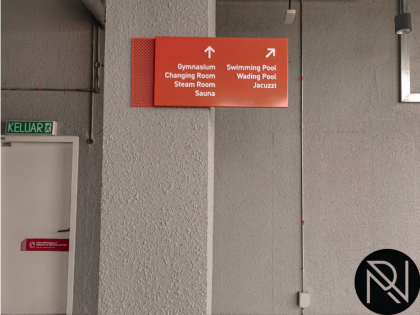 Gymnasium
Changing Room
Steam Room
Sauna
Swimming Pool
Wading Pool
Jacuzzi
KELUAR